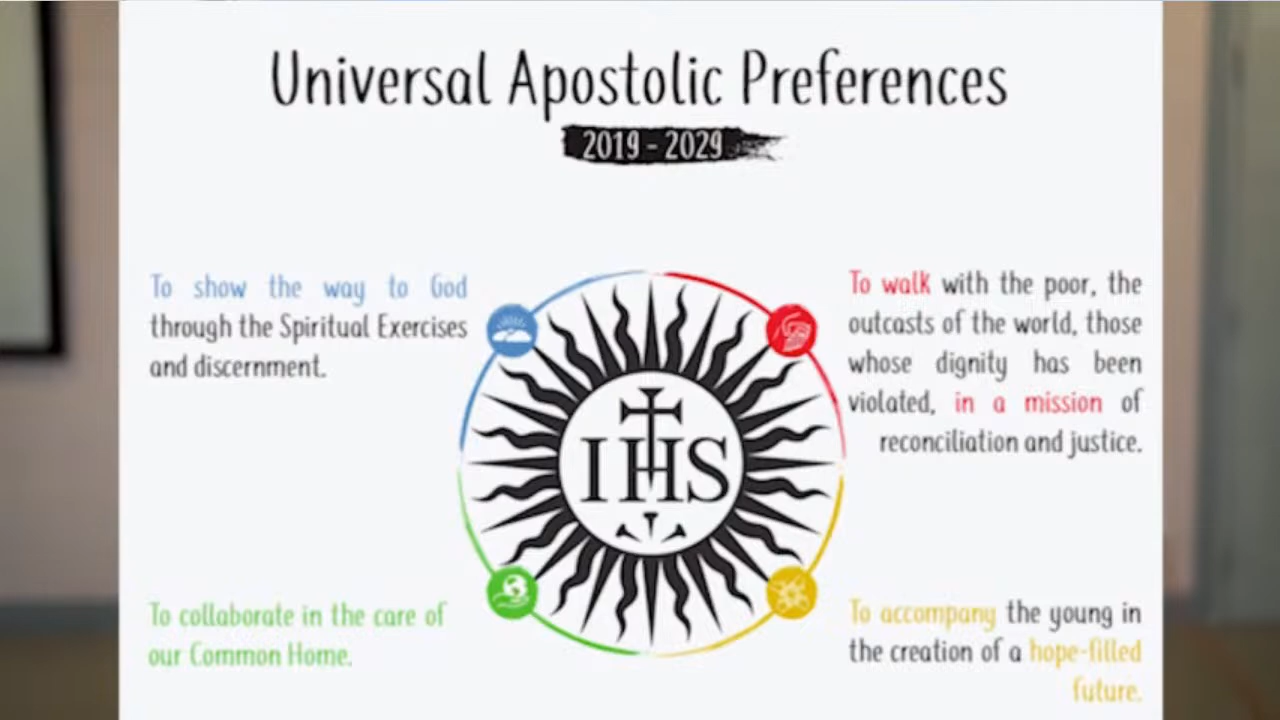 Universal Apostolic Preferences
2019 - 2029
To show the way to God
through the Spiritual Exercises
and discernment.
To walk with the poor, the
outcasts of the world, those
whose dignity has been
violated, in a mission of
reconciliation and justice.
IHS
To collaborate in the care of
our Common Home.
To accompany the young in
the creation of a hope-filled
future.